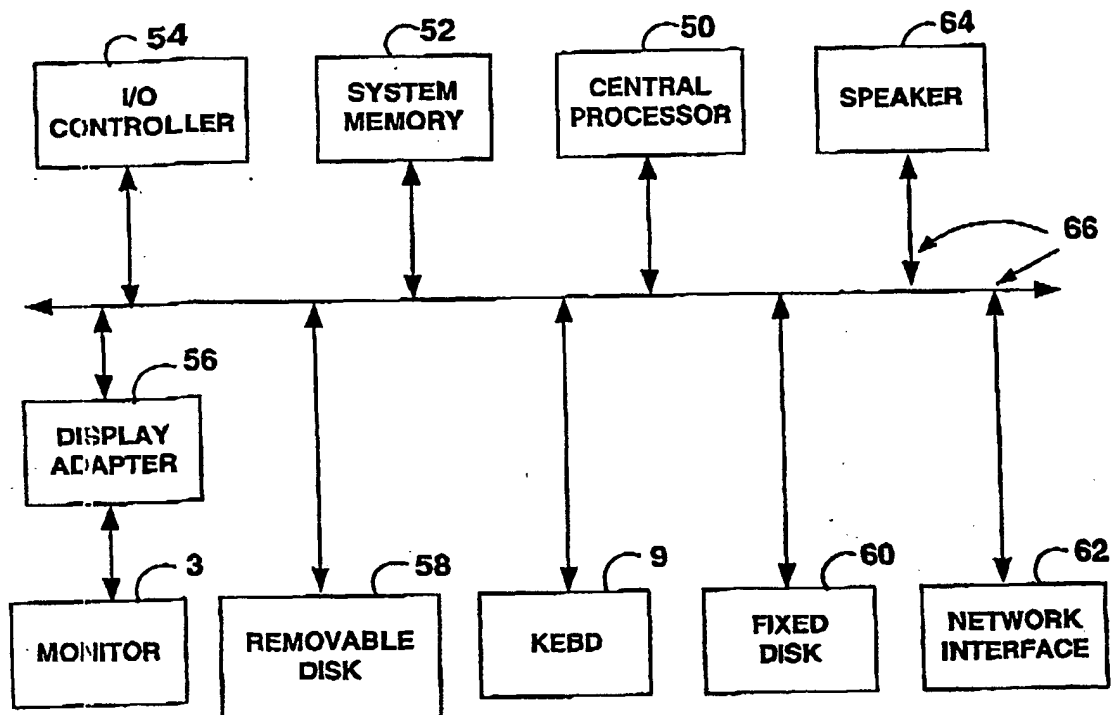 54
52
50
64
I/O
CONTROLLER
SYSTEM
MEMORY
CENTRAL
PROCESSOR
SPEAKER
66
56
DISPLAY
ADAPTER
3
58
9
60
62
MONITOR
REMOVABLE
DISK
KEBD
FIXED
DISK
NETWORK
INTERFACE